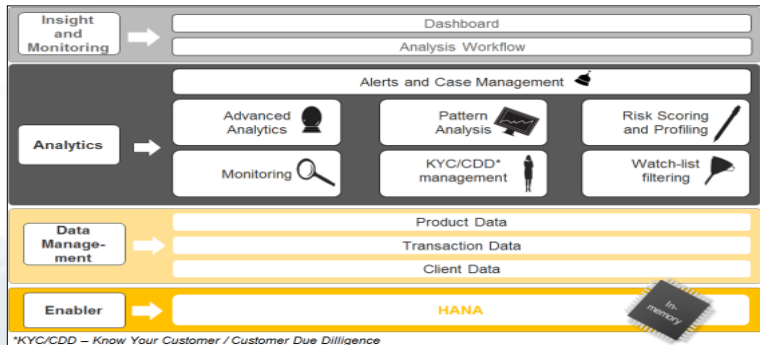 Insight
and
Monitoring
Dashboard
Analysis Workflow
Analytics
Alerts and Case Management
Advanced
Analytics
Pattern
Analysis
Risk Scoring
and Profiling
Monitoring
KYC/CDD*
management
Watch-list
filtering
Data
Manage-
ment
Product Data
Transaction Data
Client Data
Enabler
HANA
In-
memory
*KYC/CDD – Know Your Customer / Customer Due Dilligence